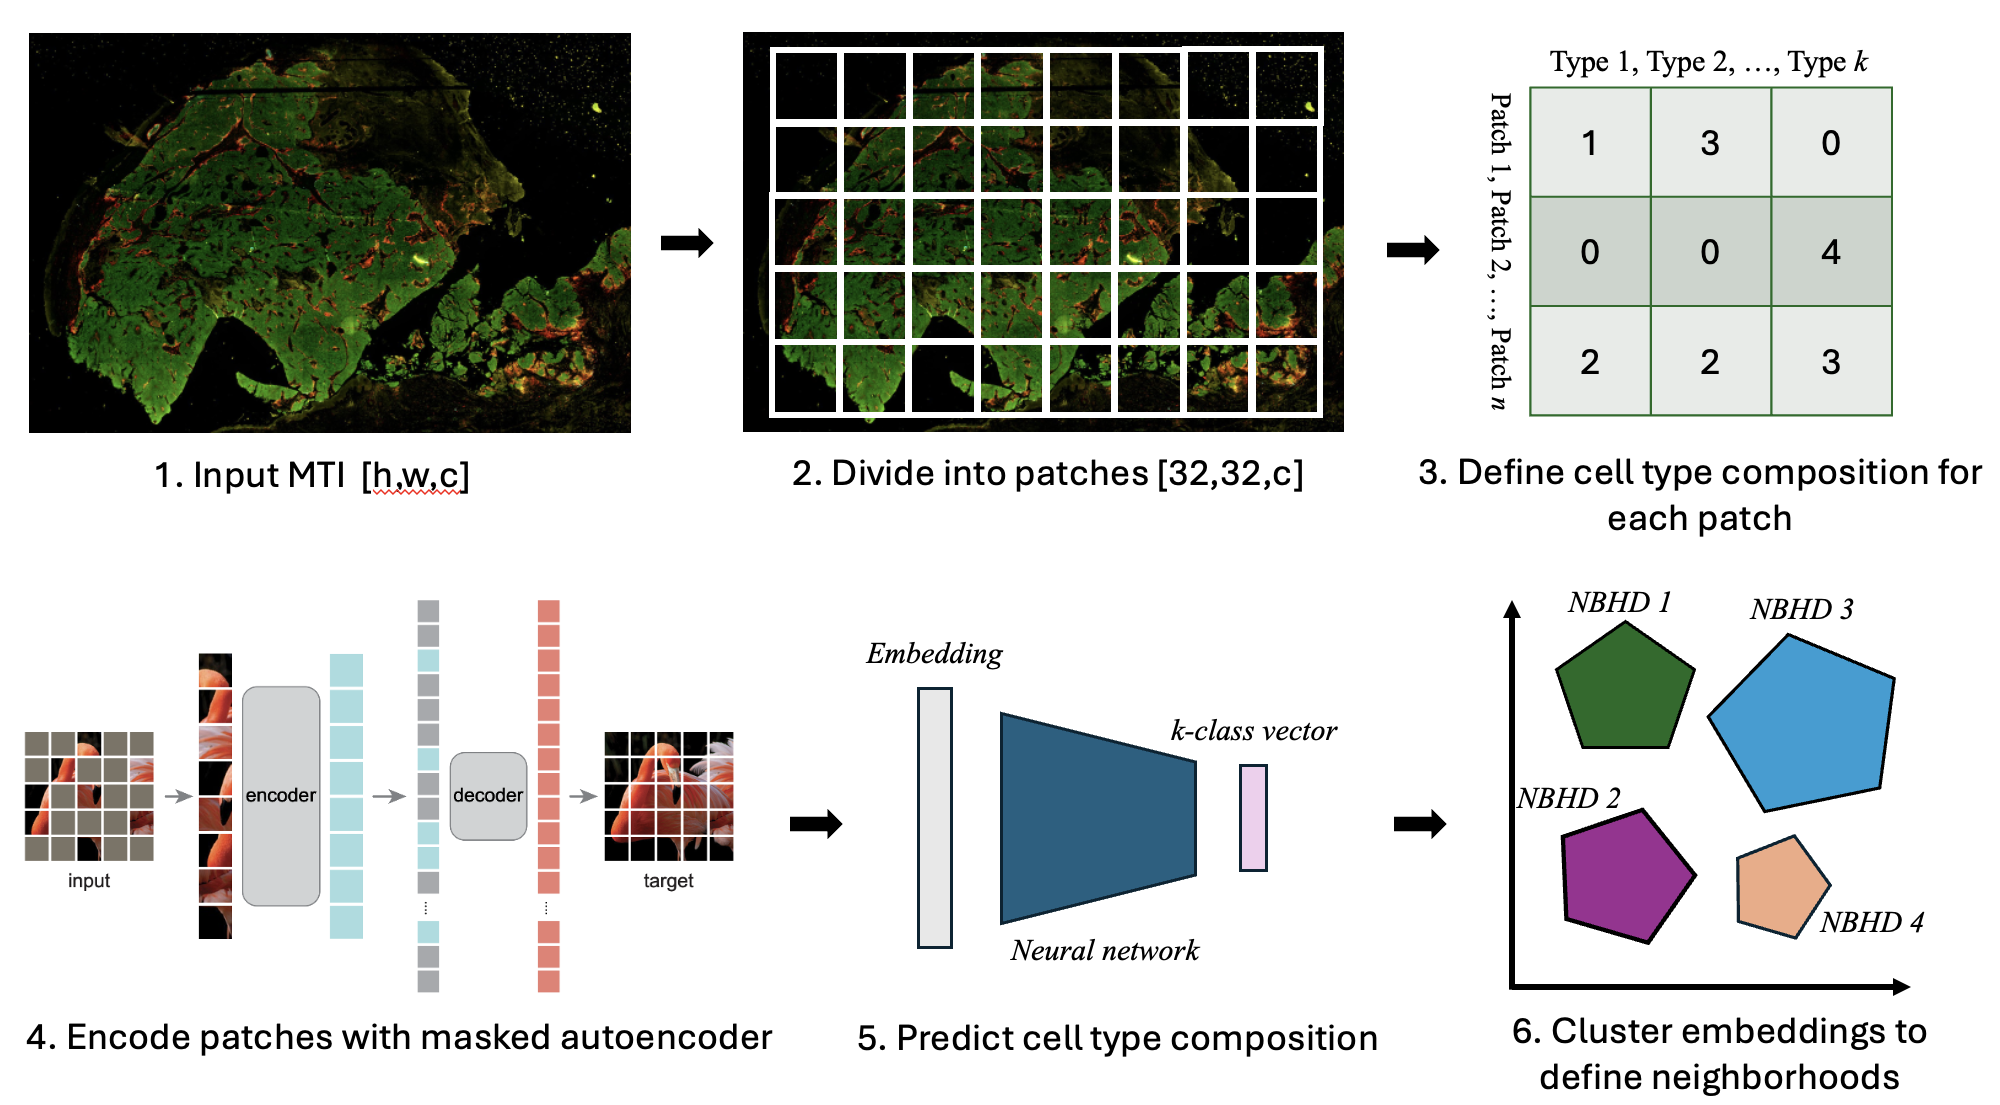 1. Input MTI [h,w,c]
2. Divide into patches [32,32,c]
Type 1, Type 2, …, Type k
Patch 1, Patch 2, …, Patch n
1 3 0
0 0 4
2 2 3
3. Define cell type composition for
each patch
input
encoder
decoder
target
4. Encode patches with masked autoencoder
Embedding
k-class vector
Neural network
5. Predict cell type composition
NBHD 1
NBHD 3
NBHD 2
NBHD 4
6. Cluster embeddings to
define neighborhoods